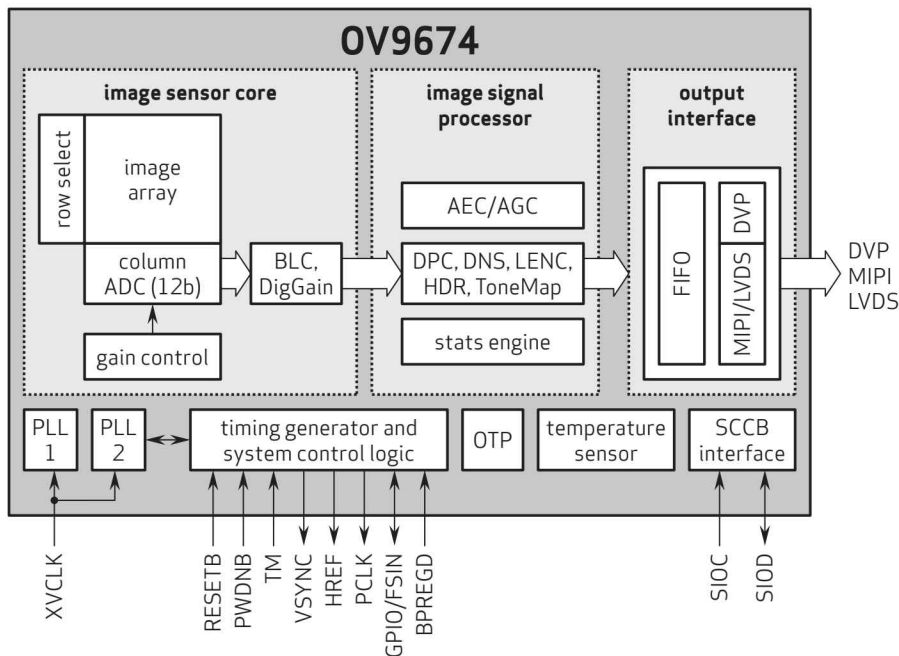 OV9674
image sensor core
row select
image
array
column
ADC (12b)
gain control
BLC,
DigGain
image signal
processor
AEC/AGC
DPC, DNS, LENC,
HDR, ToneMap
stats engine
output
interface
FIFO
DVP
MIPI/LVDS
DVP
MIPI
LVDS
PLL
1
PLL
2
timing generator and
system control logic
OTP
temperature
sensor
SCCB
interface
XVCLK
RESETB
PWDNB
TM
VSYNC
HREF
PCLK
GPIO/FSIN
BPREGD
SIOC
SIOD